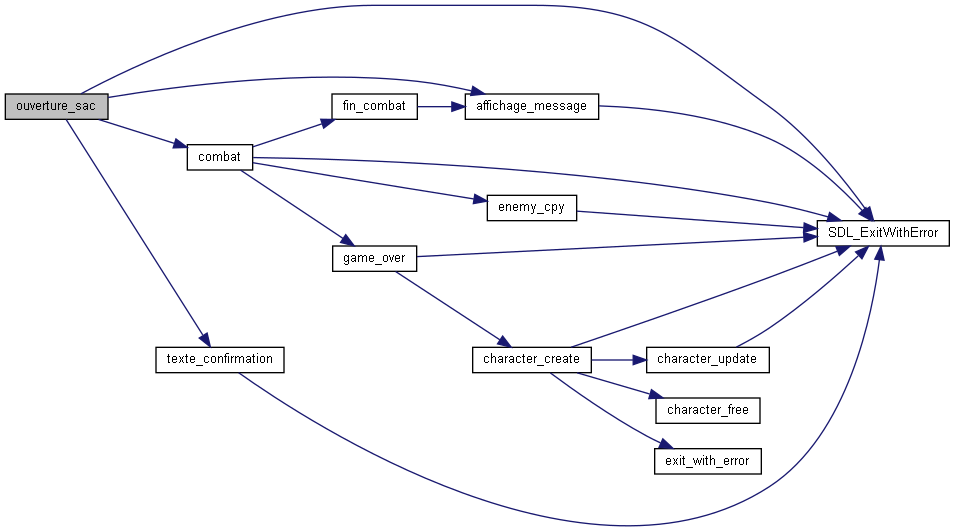 ouverture_sac
fin_combat
affichage_message
combat
enemy_cpy
SDL_ExitWithError
game_over
texte_confirmation
character_create
character_update
character_free
exit_with_error